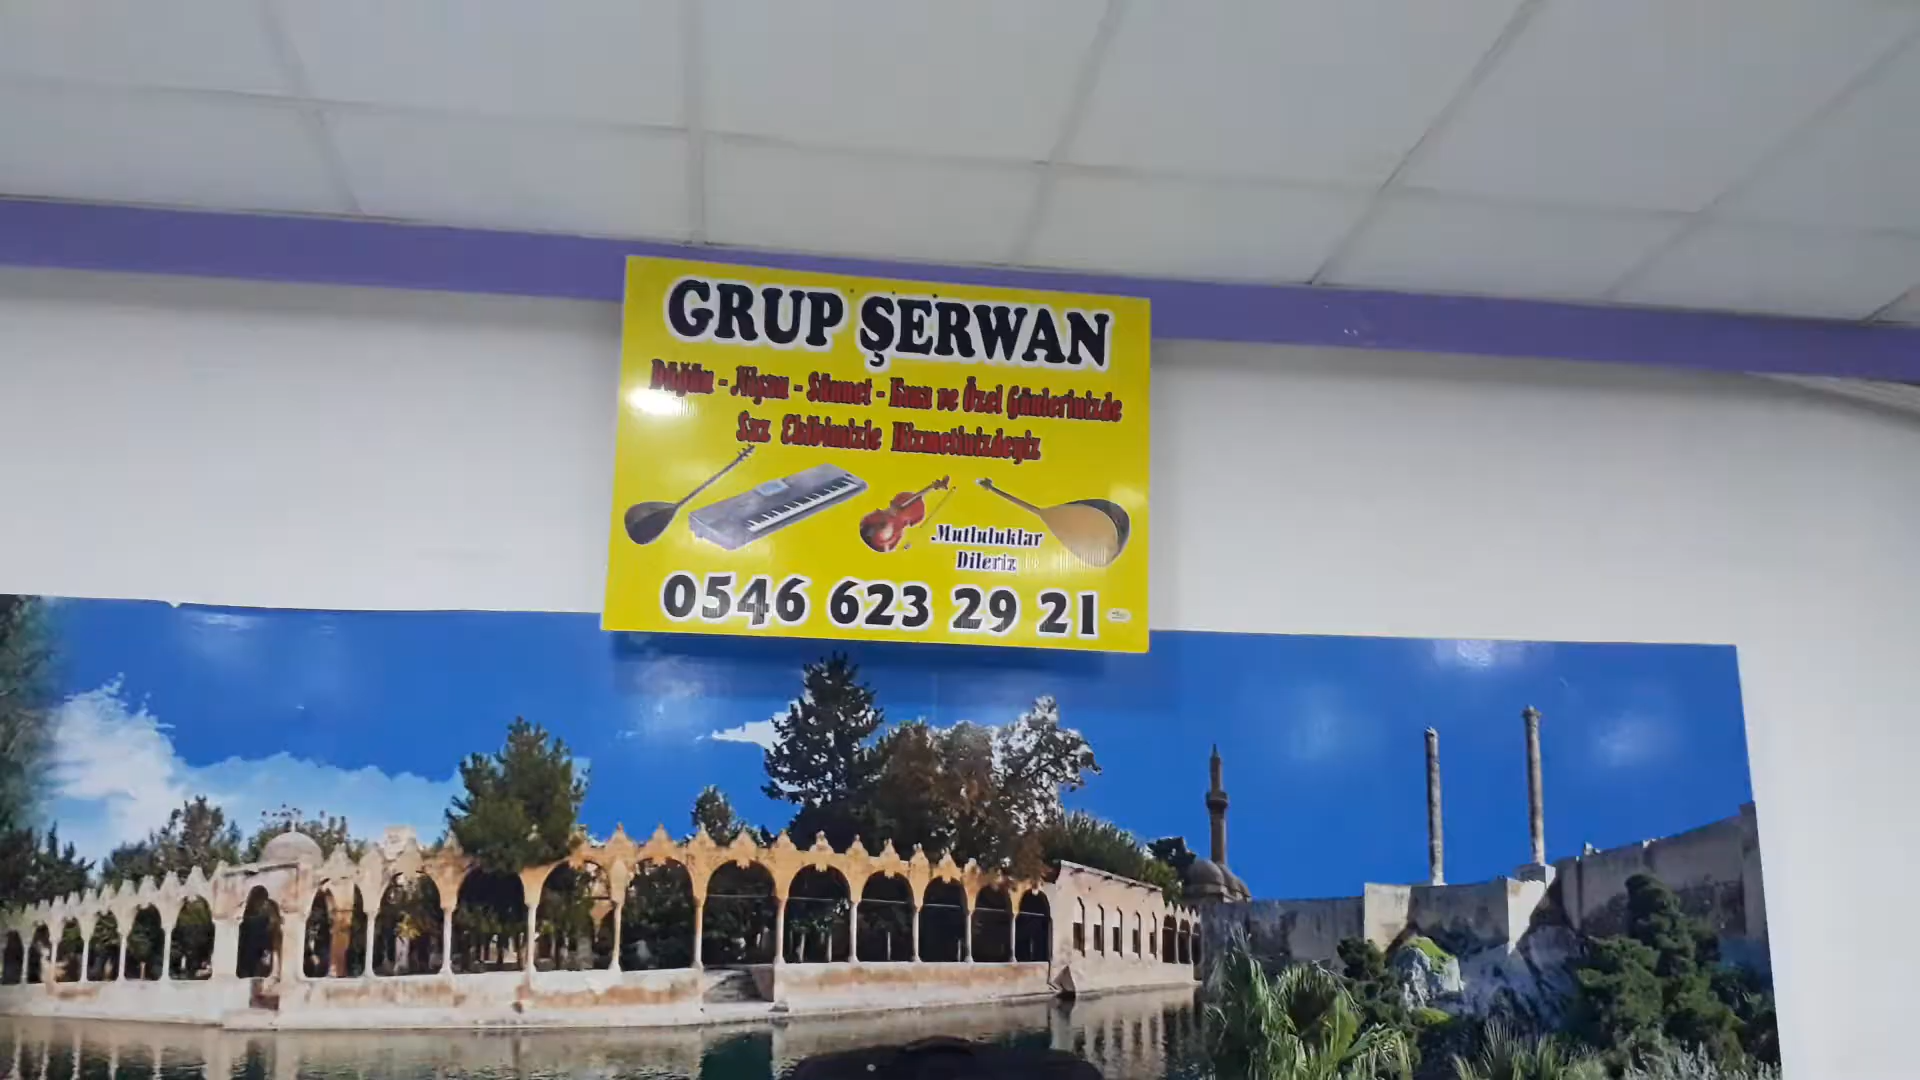 GRUP ŞERWAN
Düğün - Nişan - Sünnet - Kına ve Özel Günlerinizde
Saz Ekibimizle Hizmetinizdeyiz
Mutluluklar
Dileriz
0546 623 29 21